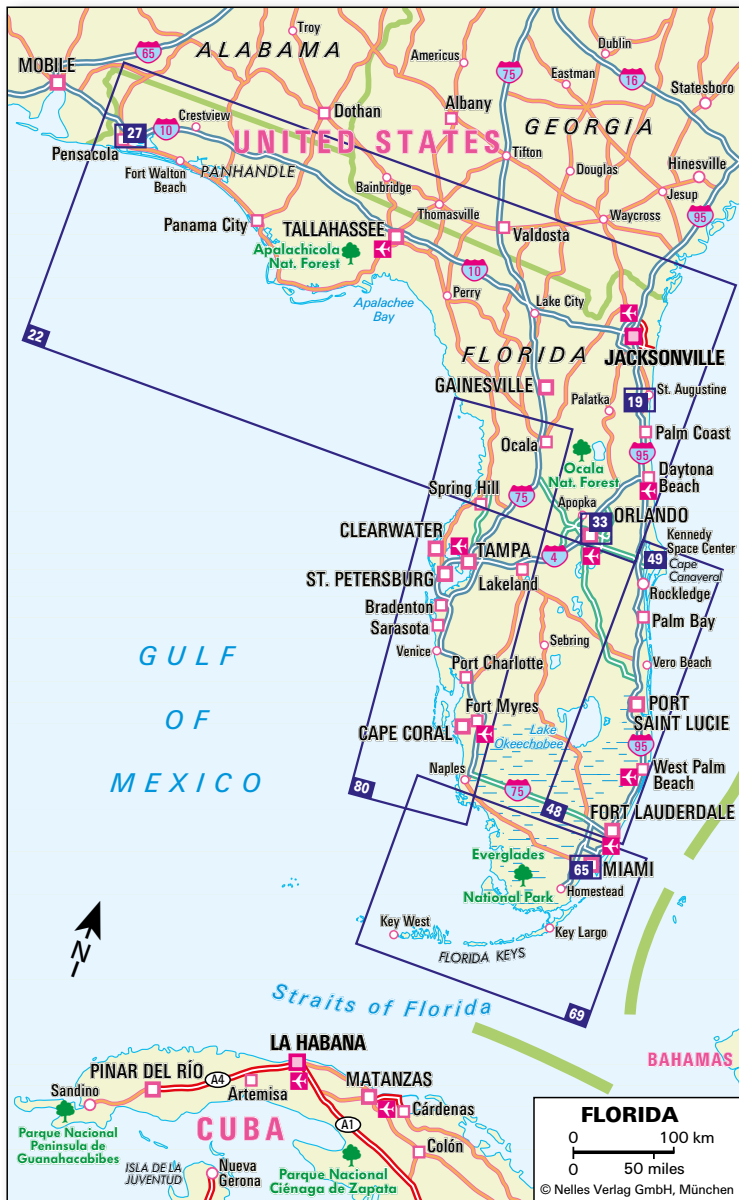 Troy
ALABAMA
65
MOBILE
Americus
Dublin
75
Eastman
16
Statesboro
Crestview
Dothan
Albany
27
10
UNITED STATES
GEORGIA
Pensacola
Fort Walton
Beach
PANHANDLE
Tifton
Douglas
Hinesville
Bainbridge
Jesup
Thomasville
Waycross
95
Panama City
TALLAHASSEE
Valdosta
Apalachicola
Nat. Forest
10
Apalachee
Bay
Perry
Lake City
22
FLORIDA
JACKSONVILLE
GAINESVILLE
19
St. Augustine
Palatka
Palm Coast
Ocala
95
Ocala
Nat. Forest
Daytona
Beach
Spring Hill
75
Apopka
33
ORLANDO
CLEARWATER
TAMPA
4
Kennedy
Space Center
49
Cape
Canaveral
ST. PETERSBURG
Lakeland
Rockledge
Bradenton
Sarasota
Palm Bay
Venice
Sebring
GULF
OF
MEXICO
Port Charlotte
Vero Beach
Fort Myres
PORT
SAINT LUCIE
CAPE CORAL
Lake
Okeechobee
95
Naples
75
West Palm
Beach
80
48
FORT LAUDERDALE
Everglades
National Park
65
MIAMI
Homestead
Key West
Key Largo
N
FLORIDA KEYS
Straits of Florida
69
LA HABANA
BAHAMAS
PINAR DEL RÍO
A4
MATANZAS
Sandino
Artemisa
Cárdenas
CUBA
A1
Parque Nacional
Peninsula de
Guanahacabibes
Colón
ISLA DE LA
JUVENTUD
Nueva
Gerona
Parque Nacional
Ciénaga de Zapata
FLORIDA
0 100 km
0 50 miles
© Nelles Verlag GmbH, München